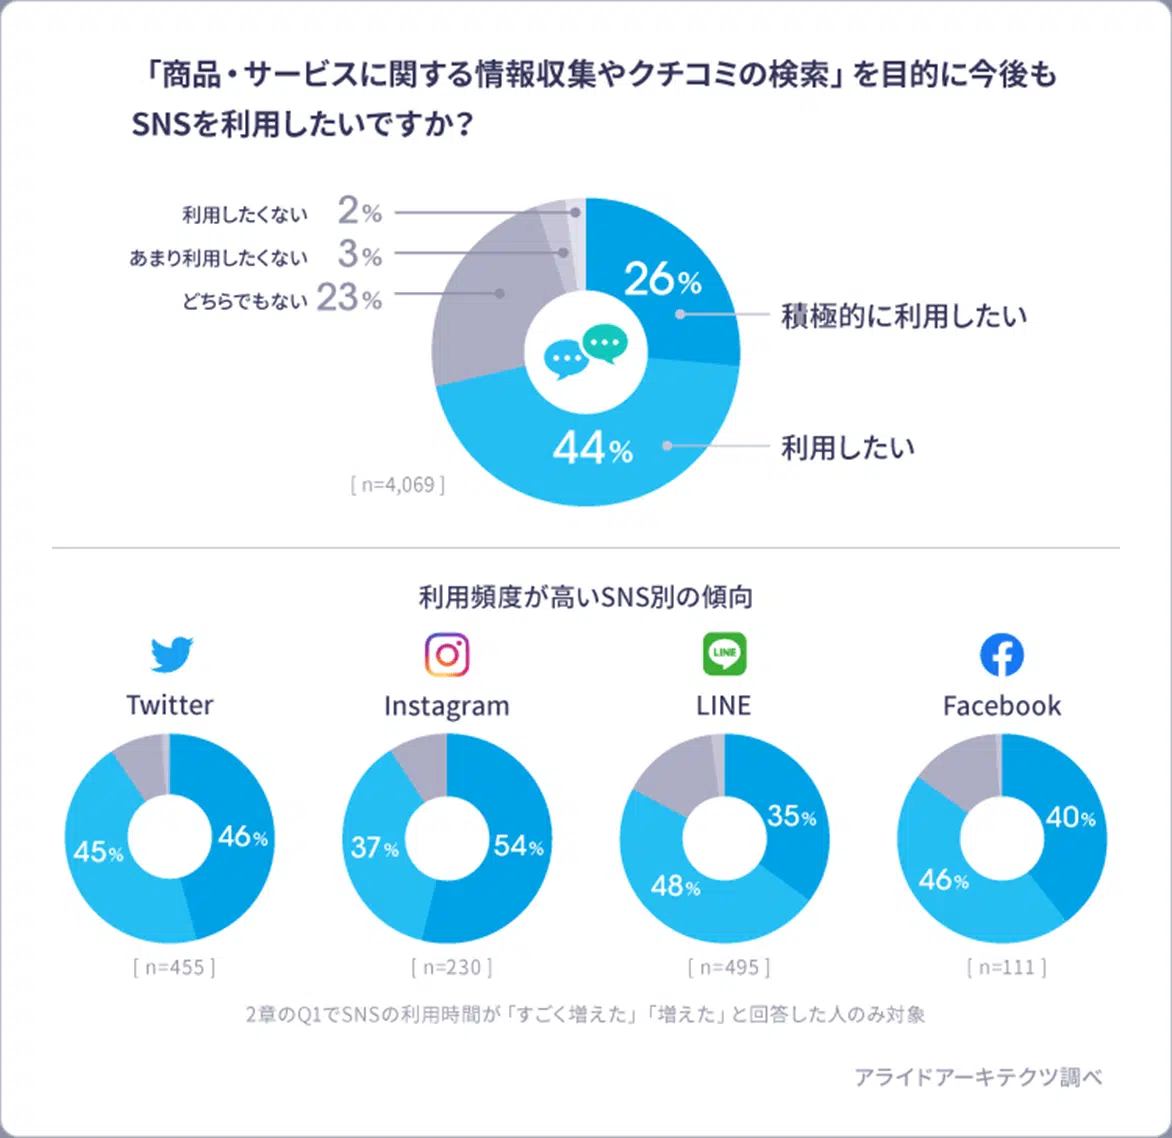 「商品・サービスに関する情報収集やクチコミの検索」を目的に今後も
SNSを利用したいですか？
利用したくない 2%
あまり利用したくない 3%
どちらでもない 23%
26%
積極的に利用したい
44%
利用したい
[ n=4,069 ]
利用頻度が高いSNS別の傾向
LINE
Twitter Instagram LINE Facebook
45% 46% 37% 54% 48% 35% 46% 40%
[ n=455 ] [ n=230 ] [ n=495 ] [ n=111 ]
2章のQ1でSNSの利用時間が「すごく増えた」「増えた」と回答した人のみ対象
アライドアーキテクツ調べ